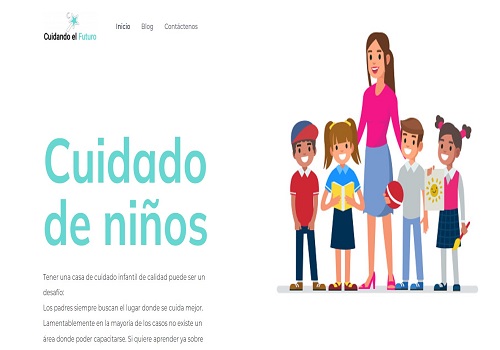 Cuidando el Futuro
Inicio Blog Contáctenos
Cuidado
de niños
Tener una casa de cuidado infantil de calidad puede ser un
desafío:
Los padres siempre buscan el lugar donde se cuida mejor.
Lamentablemente en la mayoría de los casos no existe un
área donde poder capacitarse. Si quiere aprender ya sobre